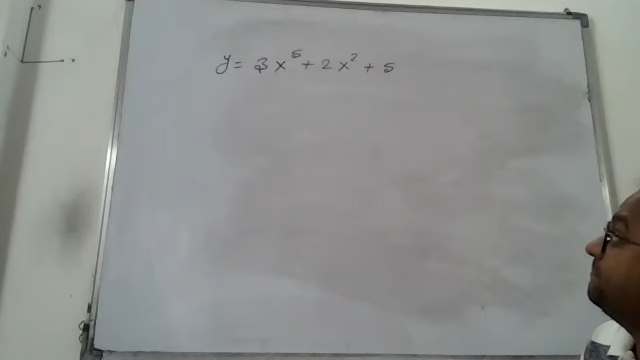 y = 3x⁵ + 2x² + 5